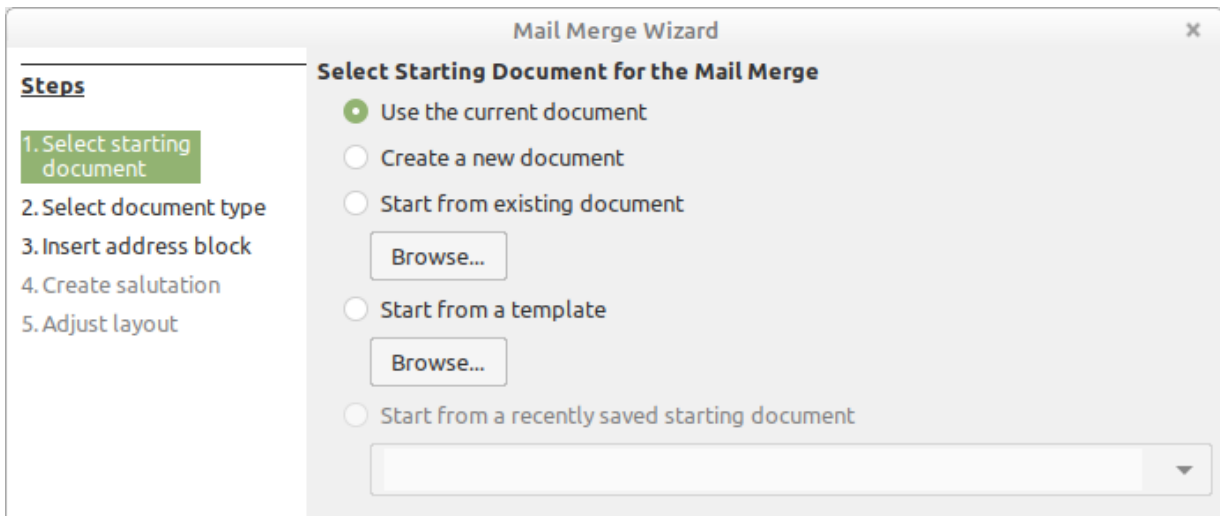 Mail Merge Wizard
Steps
1. Select starting
document
2. Select document type
3. Insert address block
4. Create salutation
5. Adjust layout
Select Starting Document for the Mail Merge
Use the current document
Create a new document
Start from existing document
Browse...
Start from a template
Browse...
Start from a recently saved starting document